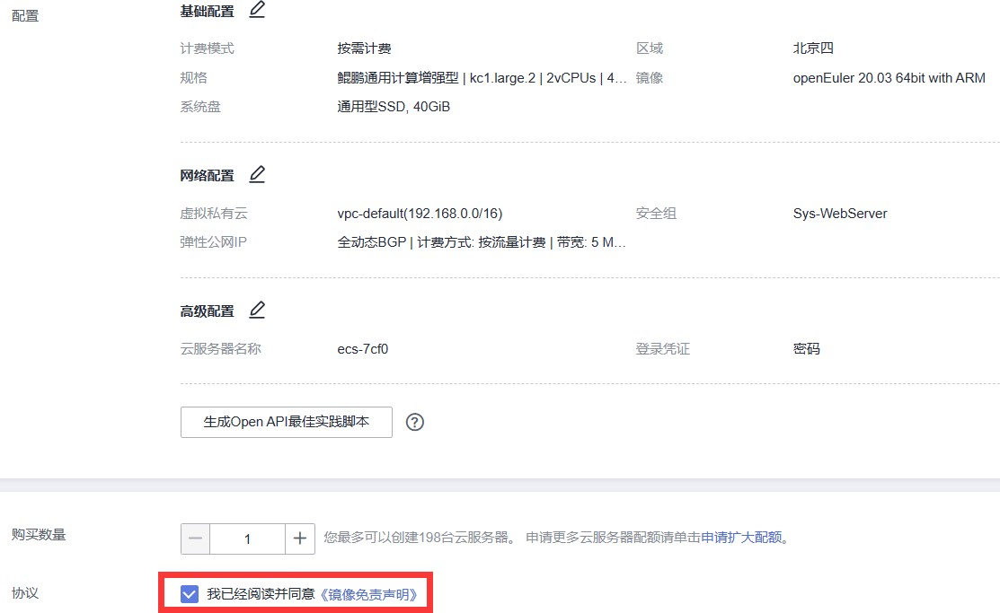 配置
基础配置
计费模式 按需计费 区域 北京四
规格 鲲鹏通用计算增强型 | kc1.large.2 | 2vCPUs | 4... 镜像 openEuler 20.03 64bit with ARM
系统盘 通用型SSD, 40GiB
网络配置
虚拟私有云 vpc-default(192.168.0.0/16) 安全组 Sys-WebServer
弹性公网IP 全动态BGP | 计费方式: 按流量计费 | 带宽: 5 M...
高级配置
云服务器名称 ecs-7cf0 登录凭证 密码
生成Open API最佳实践脚本 ?
购买数量 − 1 + 您最多可以创建198台云服务器。 申请更多云服务器配额请单击申请扩大配额。
协议 我已经阅读并同意《镜像免责声明》